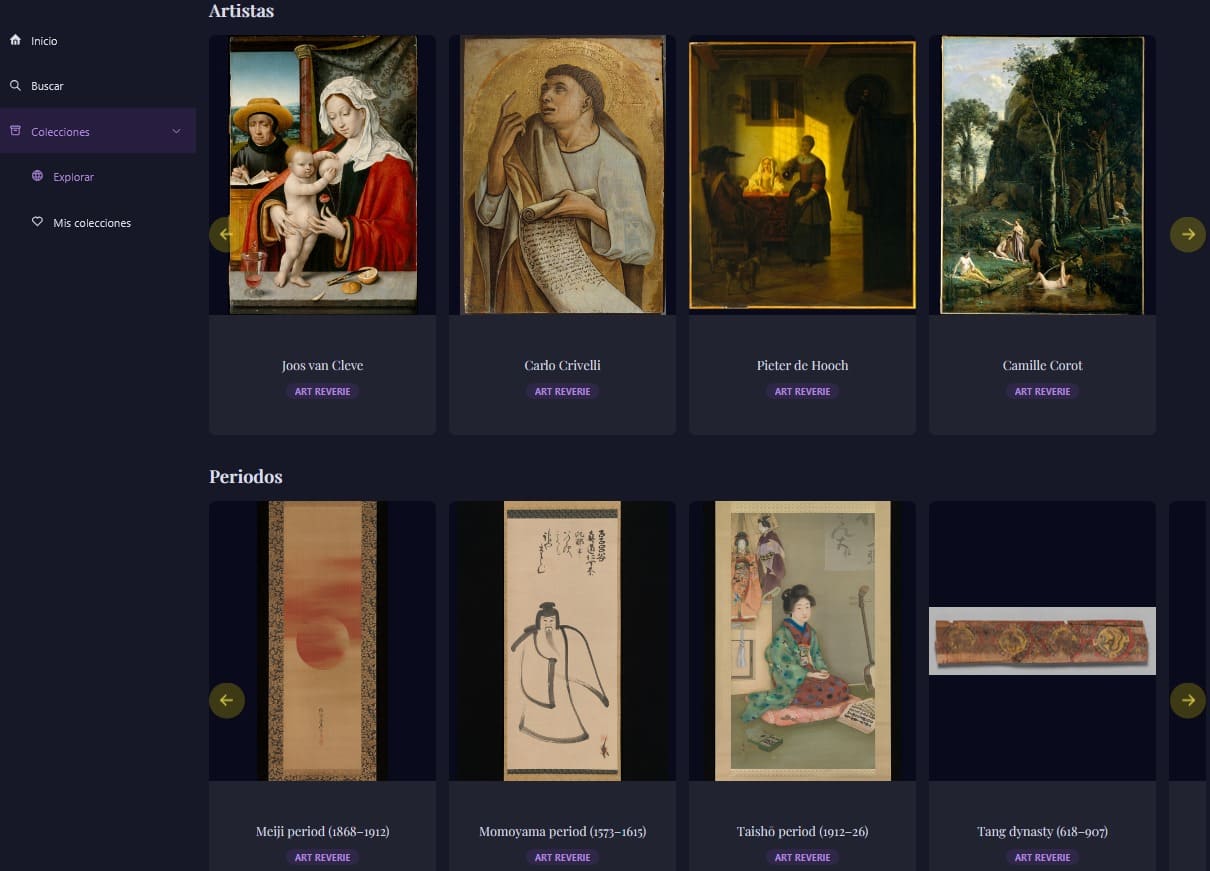 Artistas
Inicio
Buscar
Colecciones
Explorar
Mis colecciones
Joos van Cleve
Carlo Crivelli
Pieter de Hooch
Camille Corot
ART REVERIE
ART REVERIE
ART REVERIE
ART REVERIE
Periodos
Meiji period (1868–1912)
Momoyama period (1573–1615)
Taishō period (1912–26)
Tang dynasty (618–907)
ART REVERIE
ART REVERIE
ART REVERIE
ART REVERIE